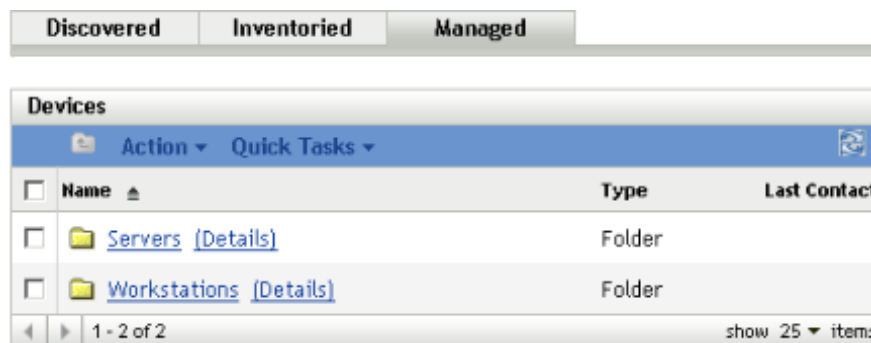 Discovered Inventoried Managed
Devices
Action Quick Tasks
Name Type Last Contact
Servers (Details) Folder
Workstations (Details) Folder
1 - 2 of 2 show 25 items